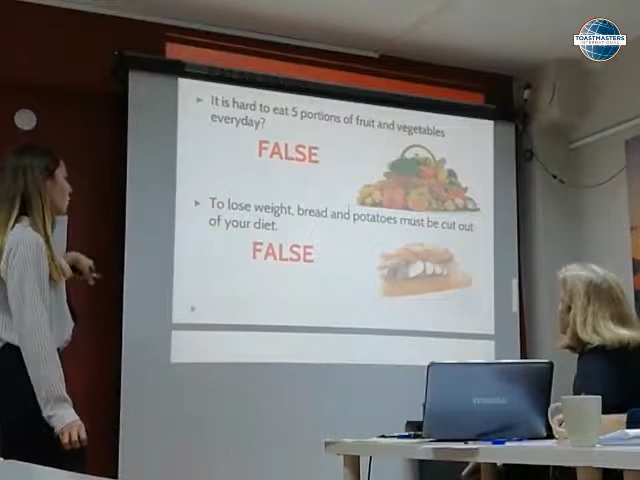 TOASTMASTERS
INTERNATIONAL
It is hard to eat 5 portions of fruit and vegetables
everyday?
FALSE
To lose weight, bread and potatoes must be cut out
of your diet.
FALSE
TOSHIBA